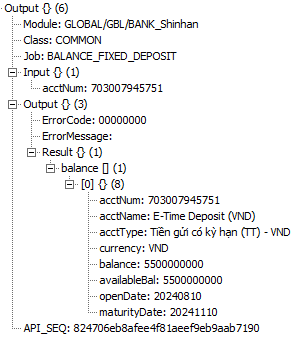 Output {} (6)
Module: GLOBAL/GBL/BANK_Shinhan
Class: COMMON
Job: BALANCE_FIXED_DEPOSIT
Input {} (1)
acctNum: 703007945751
Output {} (3)
ErrorCode: 00000000
ErrorMessage:
Result {} (1)
balance [] (1)
[0] {} (8)
acctNum: 703007945751
acctName: E-Time Deposit (VND)
acctType: Tiền gửi có kỳ hạn (TT) - VND
currency: VND
balance: 5500000000
availableBal: 5500000000
openDate: 20240810
maturityDate: 20241110
API_SEQ: 824706eb8afee4f81aeef9eb9aab7190